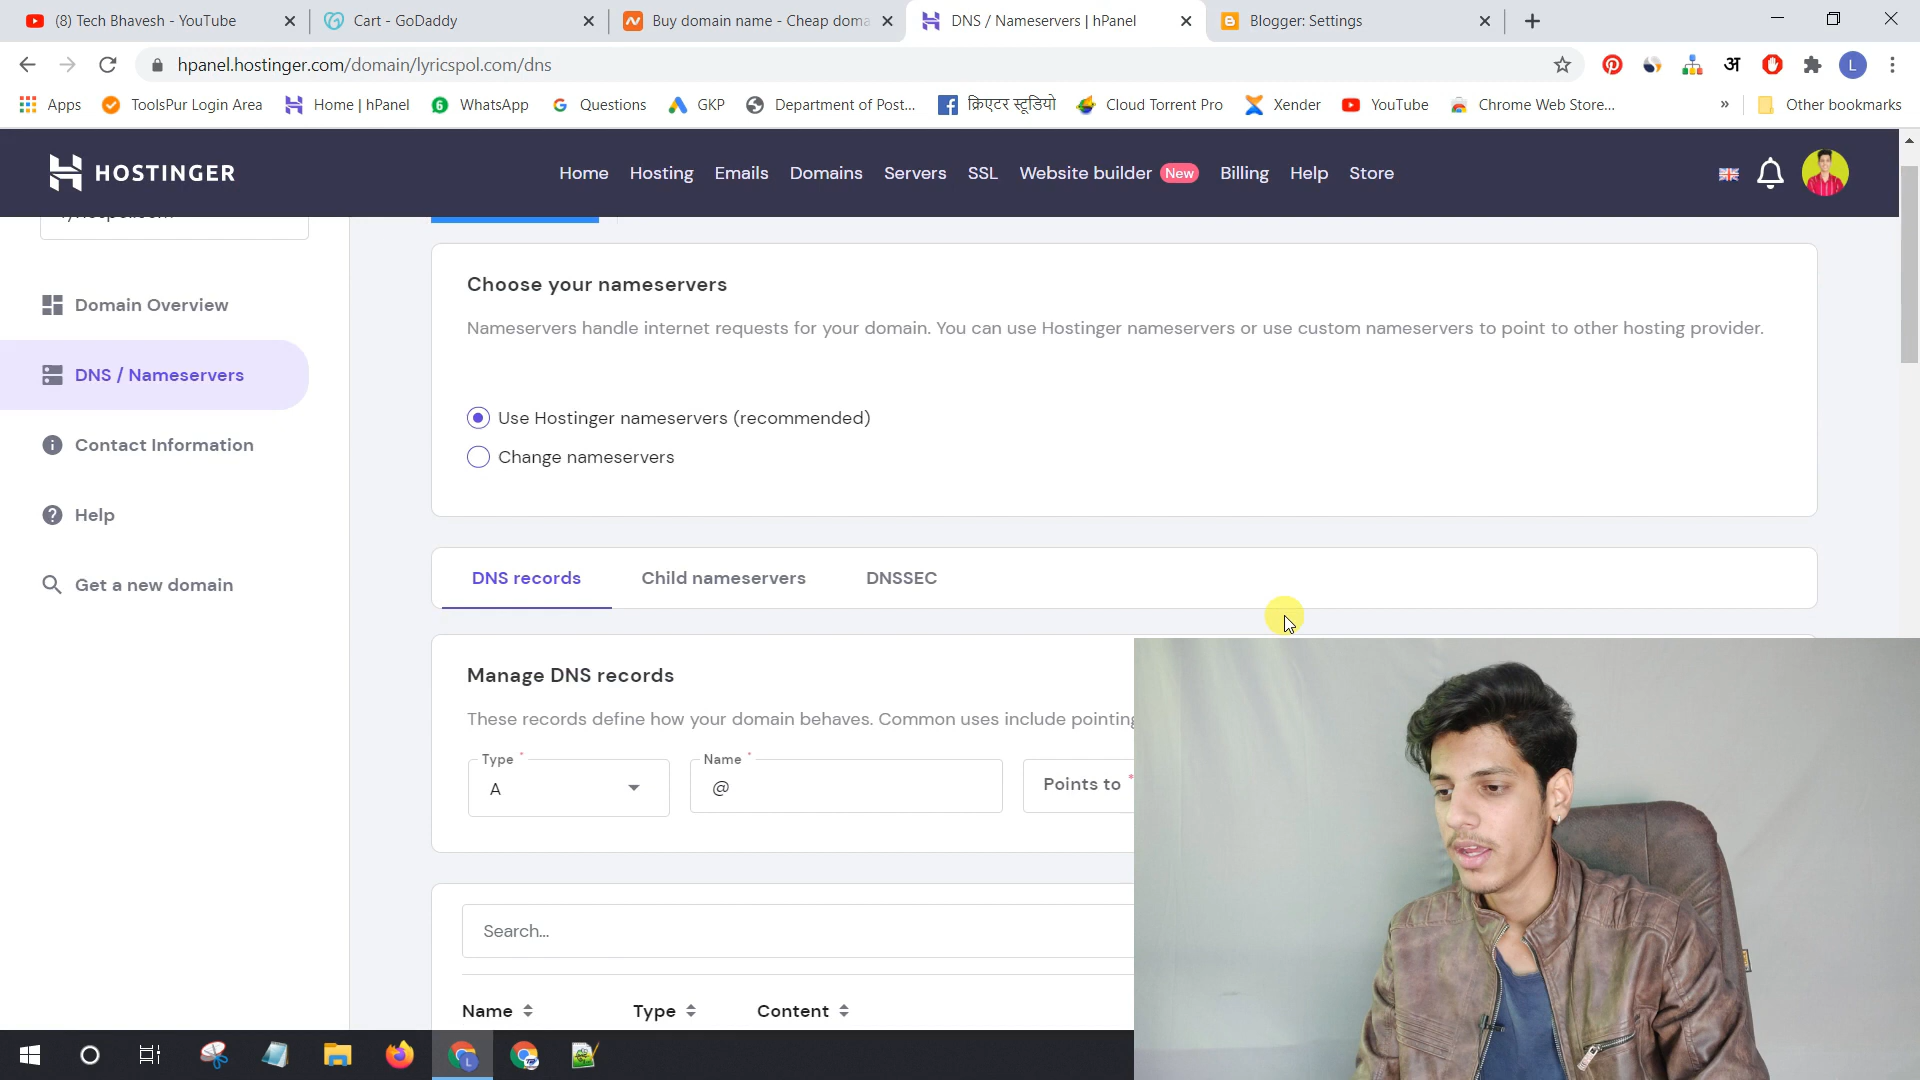 (8) Tech Bhavesh - YouTube
Cart - GoDaddy
Buy domain name - Cheap doma
DNS / Nameservers | hPanel
Blogger: Settings
hpanel.hostinger.com/domain/lyricspol.com/dns
अ
L
Apps
ToolsPur Login Area
Home | hPanel
WhatsApp
Questions
GKP
Department of Post...
क्रिएटर स्टूडियो
Cloud Torrent Pro
Xender
YouTube
Chrome Web Store...
»
Other bookmarks
HOSTINGER
Home
Hosting
Emails
Domains
Servers
SSL
Website builder New
Billing
Help
Store
Domain Overview
DNS / Nameservers
Contact Information
Help
Get a new domain
Choose your nameservers
Nameservers handle internet requests for your domain. You can use Hostinger nameservers or use custom nameservers to point to other hosting provider.
Use Hostinger nameservers (recommended)
Change nameservers
DNS records
Child nameservers
DNSSEC
Manage DNS records
These records define how your domain behaves. Common uses include pointing
Type *
A
Name *
@
Points to *
Search...
Name
Type
Content